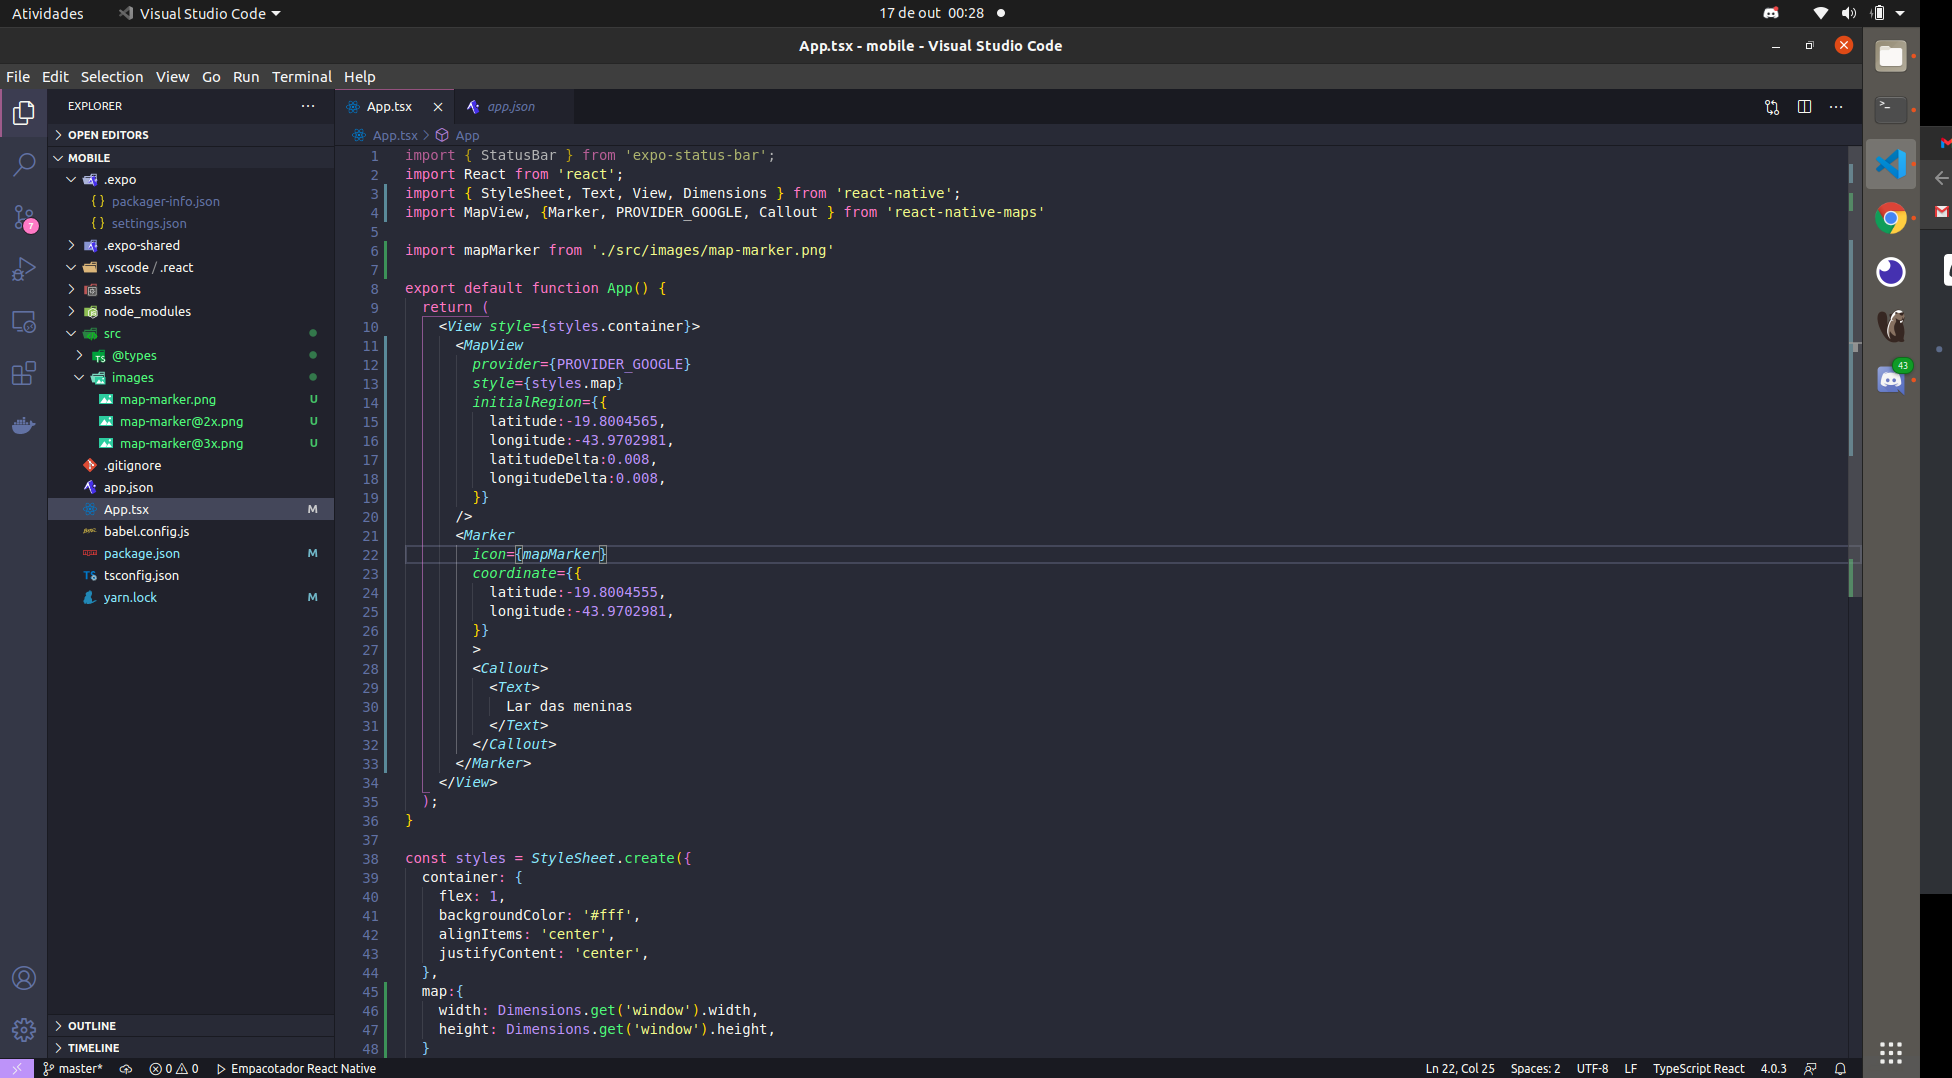 Atividades
Visual Studio Code
17 de out 00:28
App.tsx - mobile - Visual Studio Code
File Edit Selection View Go Run Terminal Help
EXPLORER
OPEN EDITORS
MOBILE
.expo
packager-info.json
settings.json
.expo-shared
.vscode / .react
assets
node_modules
src
@types
images
map-marker.png U
map-marker@2x.png U
map-marker@3x.png U
.gitignore
app.json
App.tsx M
babel.config.js
package.json M
tsconfig.json
yarn.lock M
OUTLINE
TIMELINE
7
App.tsx app.json
App.tsx > App
1 import { StatusBar } from 'expo-status-bar';
2 import React from 'react';
3 import { StyleSheet, Text, View, Dimensions } from 'react-native';
4 import MapView, {Marker, PROVIDER_GOOGLE, Callout } from 'react-native-maps'
5
6 import mapMarker from './src/images/map-marker.png'
7
8 export default function App() {
9 return (
10 <View style={styles.container}>
11 <MapView
12 provider={PROVIDER_GOOGLE}
13 style={styles.map}
14 initialRegion={{
15 latitude:-19.8004565,
16 longitude:-43.9702981,
17 latitudeDelta:0.008,
18 longitudeDelta:0.008,
19 }}
20 />
21 <Marker
22 icon={mapMarker}
23 coordinate={{
24 latitude:-19.8004555,
25 longitude:-43.9702981,
26 }}
27 >
28 <Callout>
29 <Text>
30 Lar das meninas
31 </Text>
32 </Callout>
33 </Marker>
34 </View>
35 );
36 }
37
38 const styles = StyleSheet.create({
39 container: {
40 flex: 1,
41 backgroundColor: '#fff',
42 alignItems: 'center',
43 justifyContent: 'center',
44 },
45 map:{
46 width: Dimensions.get('window').width,
47 height: Dimensions.get('window').height,
48 }
43
master* 0 0 Empacotador React Native
Ln 22, Col 25 Spaces: 2 UTF-8 LF TypeScript React 4.0.3